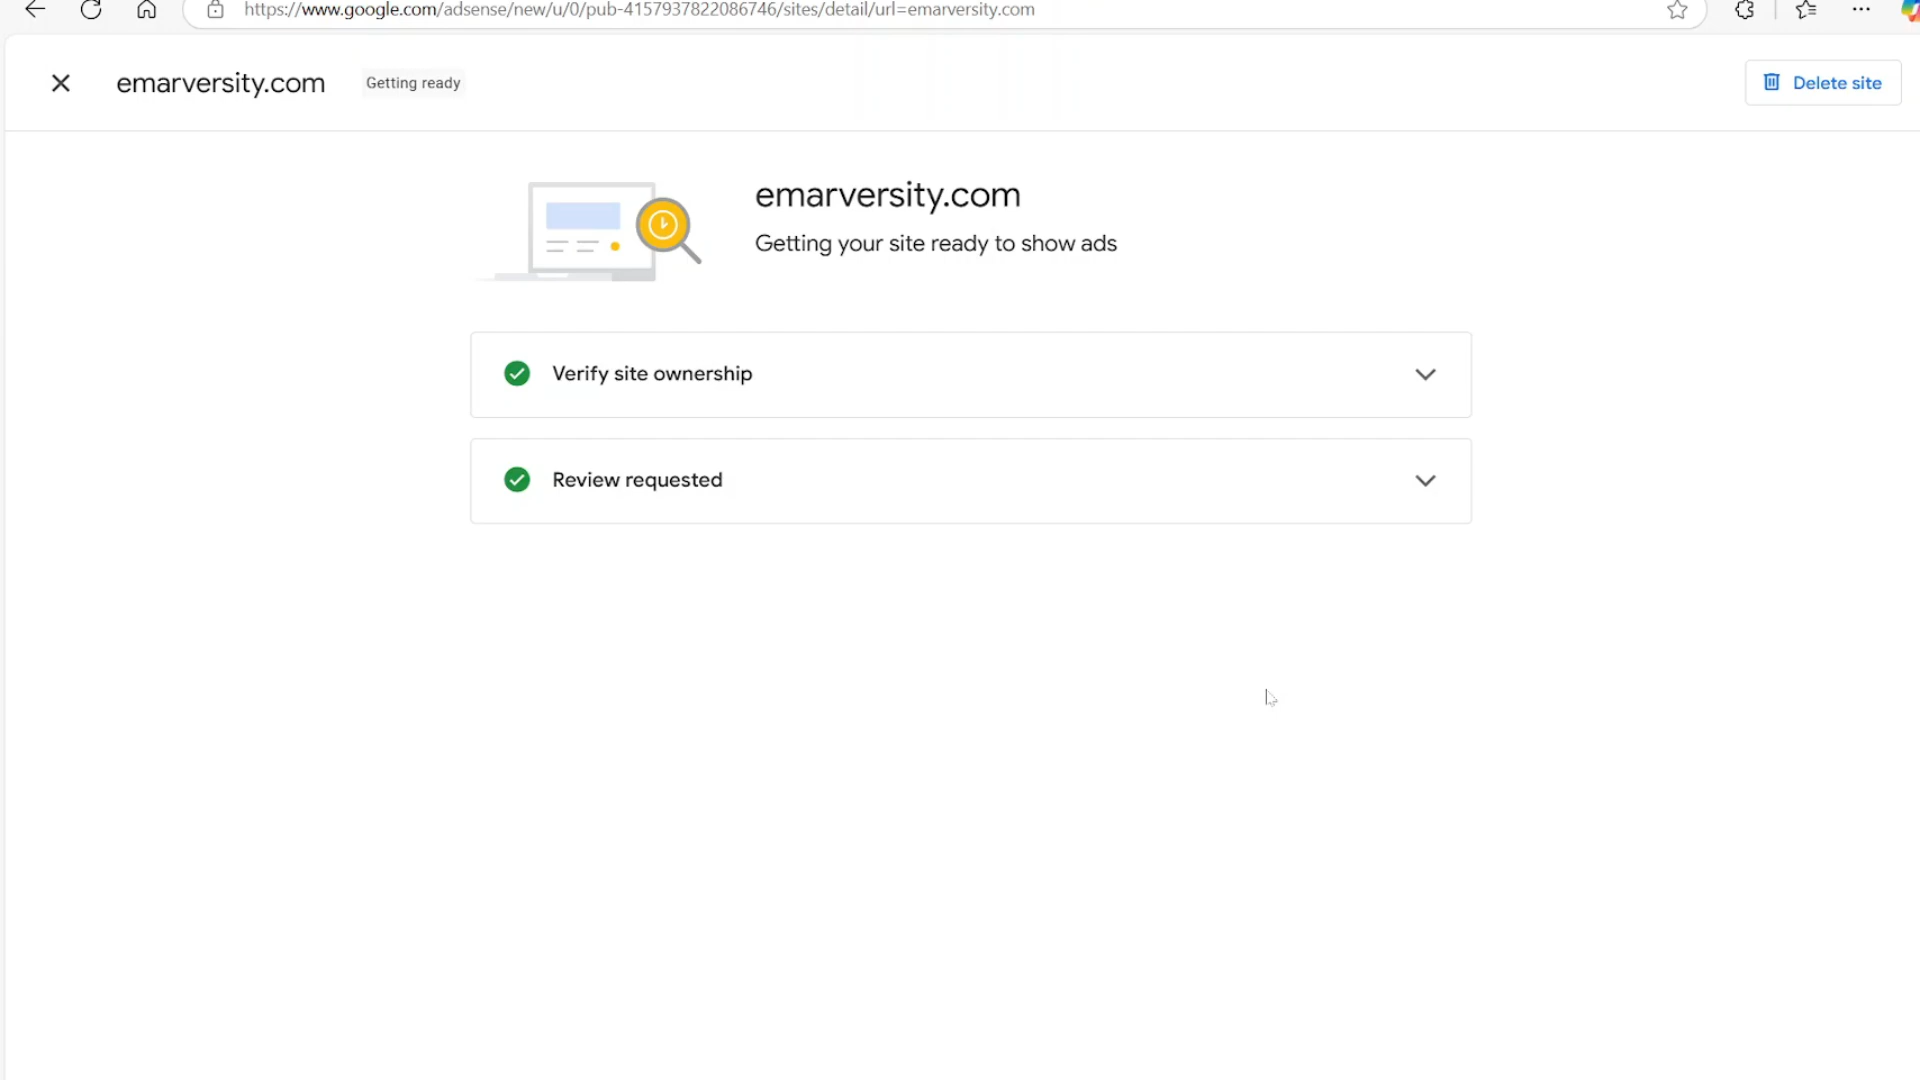 https://www.google.com/adsense/new/u/0/pub-4157937822086746/sites/detail/url=emarversity.com
emarversity.com
Getting ready
Delete site
emarversity.com
Getting your site ready to show ads
Verify site ownership
Review requested